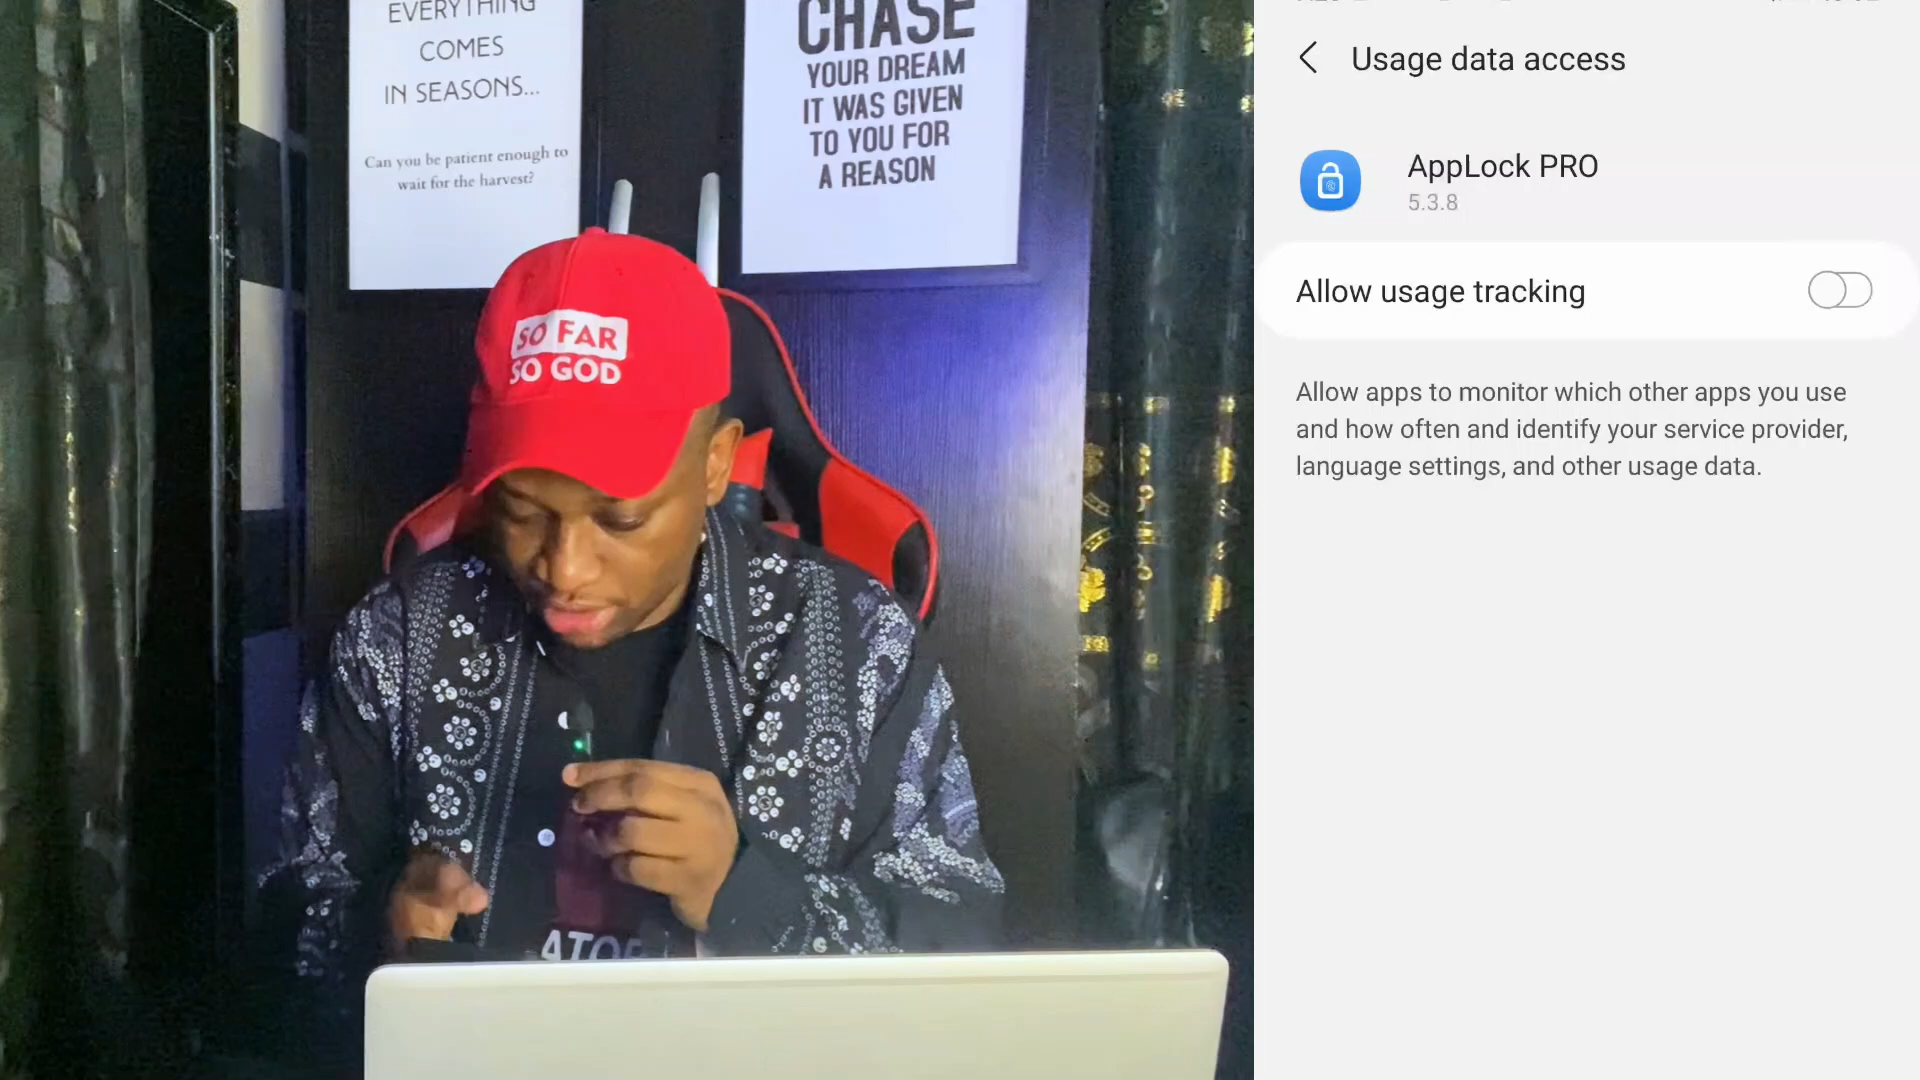 EVERYTHING
COMES
IN SEASONS...
Can you be patient enough to
wait for the harvest?
CHASE
YOUR DREAM
IT WAS GIVEN
TO YOU FOR
A REASON
SO FAR
SO GOD
Usage data access
AppLock PRO
5.3.8
Allow usage tracking
Allow apps to monitor which other apps you use
and how often and identify your service provider,
language settings, and other usage data.